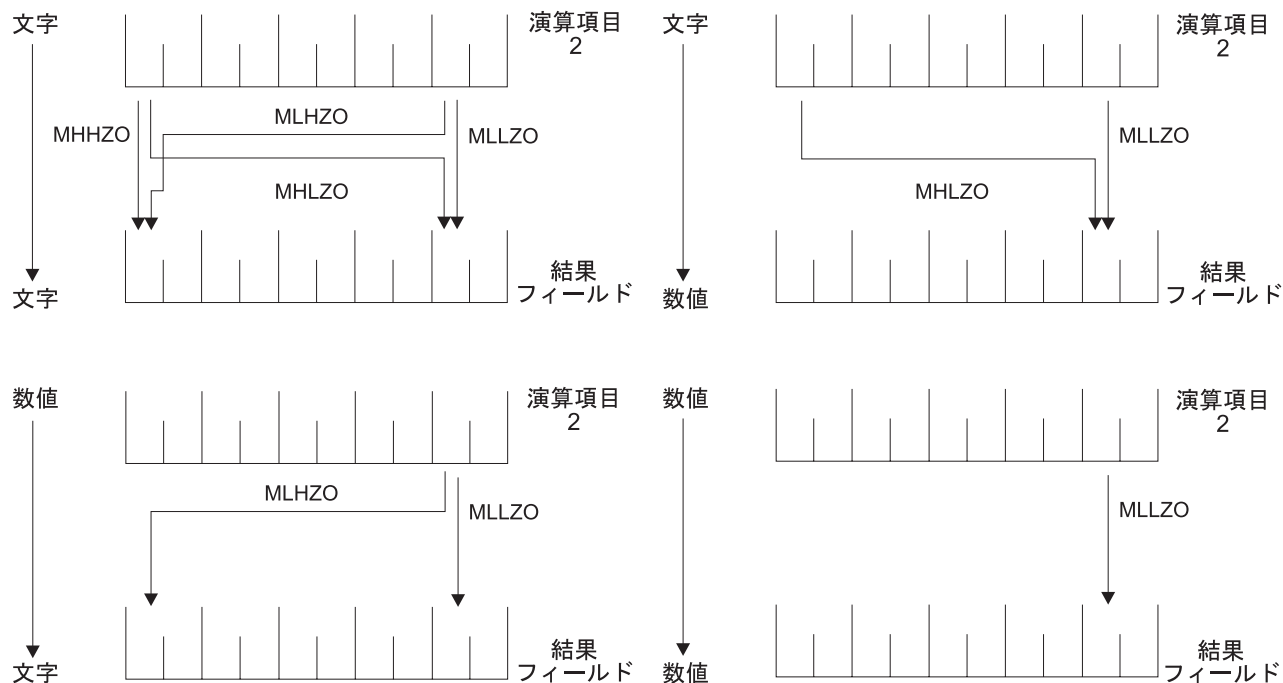 文字
演算項目
2
MHHZO
MLHZO
MLLZO
MHLZO
文字
結果
フィールド
文字
演算項目
2
MLLZO
MHLZO
数値
結果
フィールド
数値
演算項目
2
MLHZO
MLLZO
文字
結果
フィールド
数値
演算項目
2
MLLZO
数値
結果
フィールド